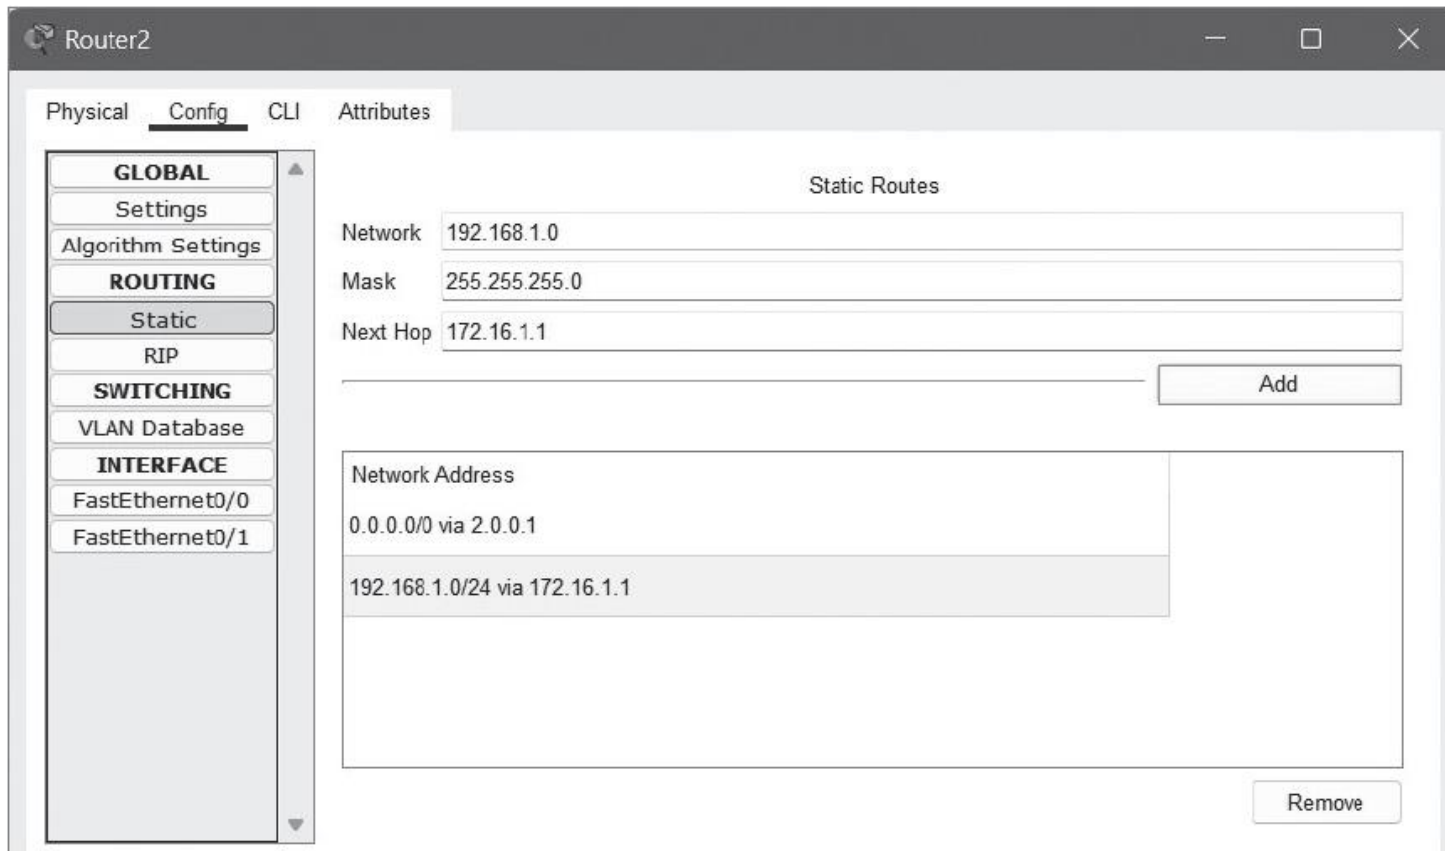 Router2
Physical Config CLI Attributes
GLOBAL
Settings
Algorithm Settings
ROUTING
Static
RIP
SWITCHING
VLAN Database
INTERFACE
FastEthernet0/0
FastEthernet0/1
Static Routes
Network 192.168.1.0
Mask 255.255.255.0
Next Hop 172.16.1.1
Add
Network Address
0.0.0.0/0 via 2.0.0.1
192.168.1.0/24 via 172.16.1.1
Remove